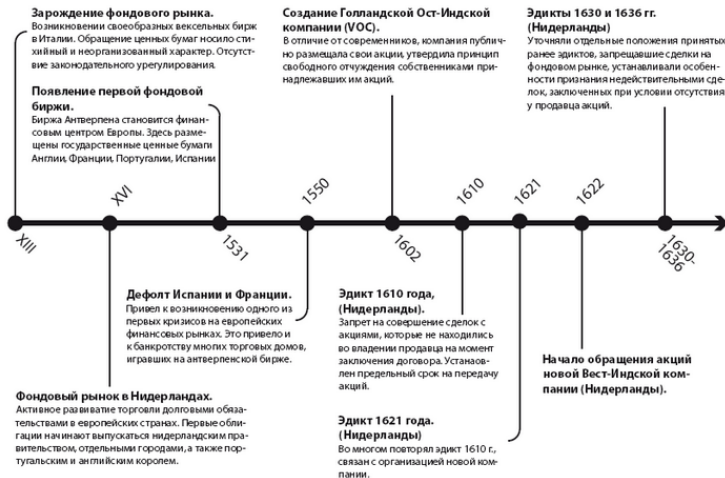 Зарождение фондового рынка.
Возникновении своеобразных вексельных бирж
в Италии. Обращение ценных бумаг носило сти-
хийный и неорганизованный характер. Отсутст-
вие законодательного урегулирования.
Появление первой фондовой
биржи.
Биржа Антверпена становится финан-
совым центром Европы. Здесь разме-
щены государственные ценные бумаги
Англии, Франции, Португалии, Испании
Создание Голландской Ост-Индской
компании (VOC).
В отличие от современников, компания публич-
но размещала свои акции, утвердила принцип
свободного отчуждения собственниками при-
надлежавших им акций.
Эдикты 1630 и 1636 гг.
(Нидерланды)
Уточняли отдельные положения принятых
ранее эдиктов, запрещавшие сделки на
фондовом рынке, устанавливали особен-
ности признания недействительными сде-
лок, заключенных при условии отсутствия
у продавца акций.
XIII
XVI
1531
1550
1602
1610
1621
1622
1630-
1636
Дефолт Испании и Франции.
Привел к возникновению одного из
первых кризисов на европейских
финансовых рынках. Это привело и
к банкротству многих торговых домов,
игравших на антверпенской бирже.
Эдикт 1610 года,
(Нидерланды).
Запрет на совершение сделок с
акциями, которые не находились
во владении продавца на момент
заключения договора. Устанаов-
лен предельный срок на передачу
акций.
Начало обращения акций
новой Вест-Индской ком-
пании (Нидерланды).
Фондовый рынок в Нидерландах.
Активное развиатие торговли долговыми обяза-
тельствами в европейских странах. Первые обли-
гации начинают выпускаться нидерландским пра-
вительством, отдельными городами, а также пор-
тугальским и английским королем.
Эдикт 1621 года.
(Нидерланды)
Во многом повторял эдикт 1610 г.,
связан с организацией новой ком-
пании.